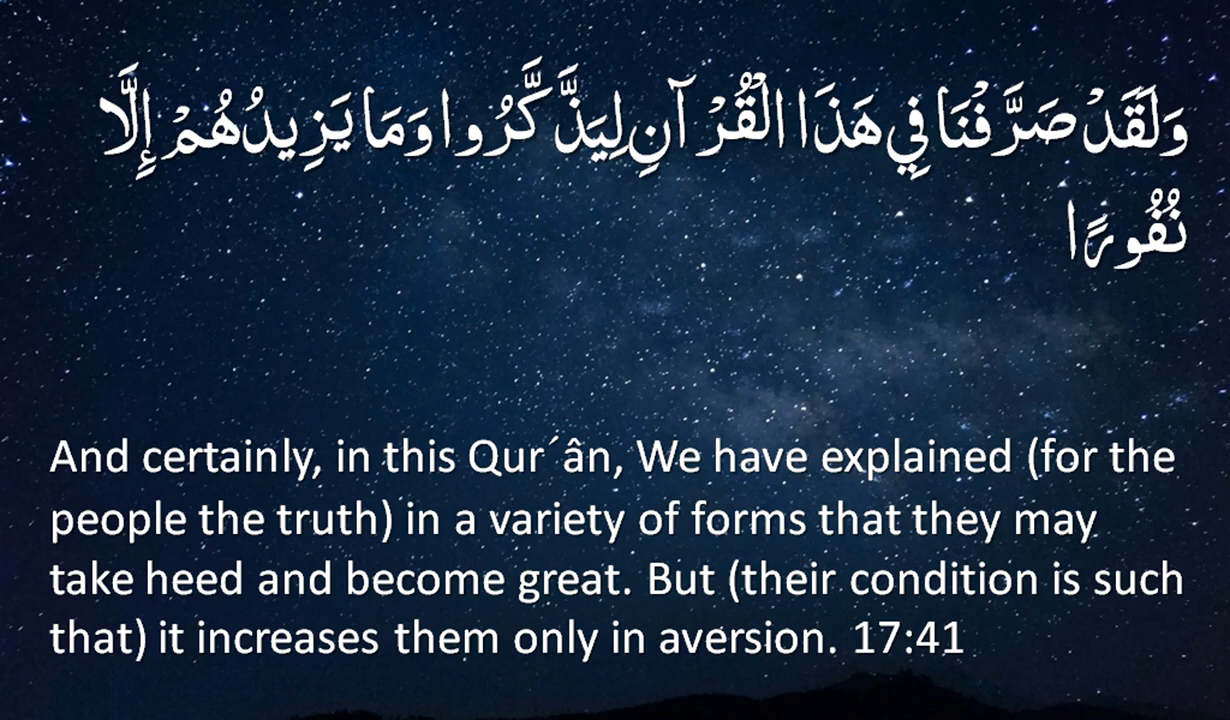 وَلَقَدْ صَرَّفْنَا فِي هَذَا الْقُرْآنِ لِيَذَّكَّرُوا وَمَا يَزِيدُهُمْ إِلَّا
نُفُورًا
And certainly, in this Qur´ân, We have explained (for the
people the truth) in a variety of forms that they may
take heed and become great. But (their condition is such
that) it increases them only in aversion. 17:41